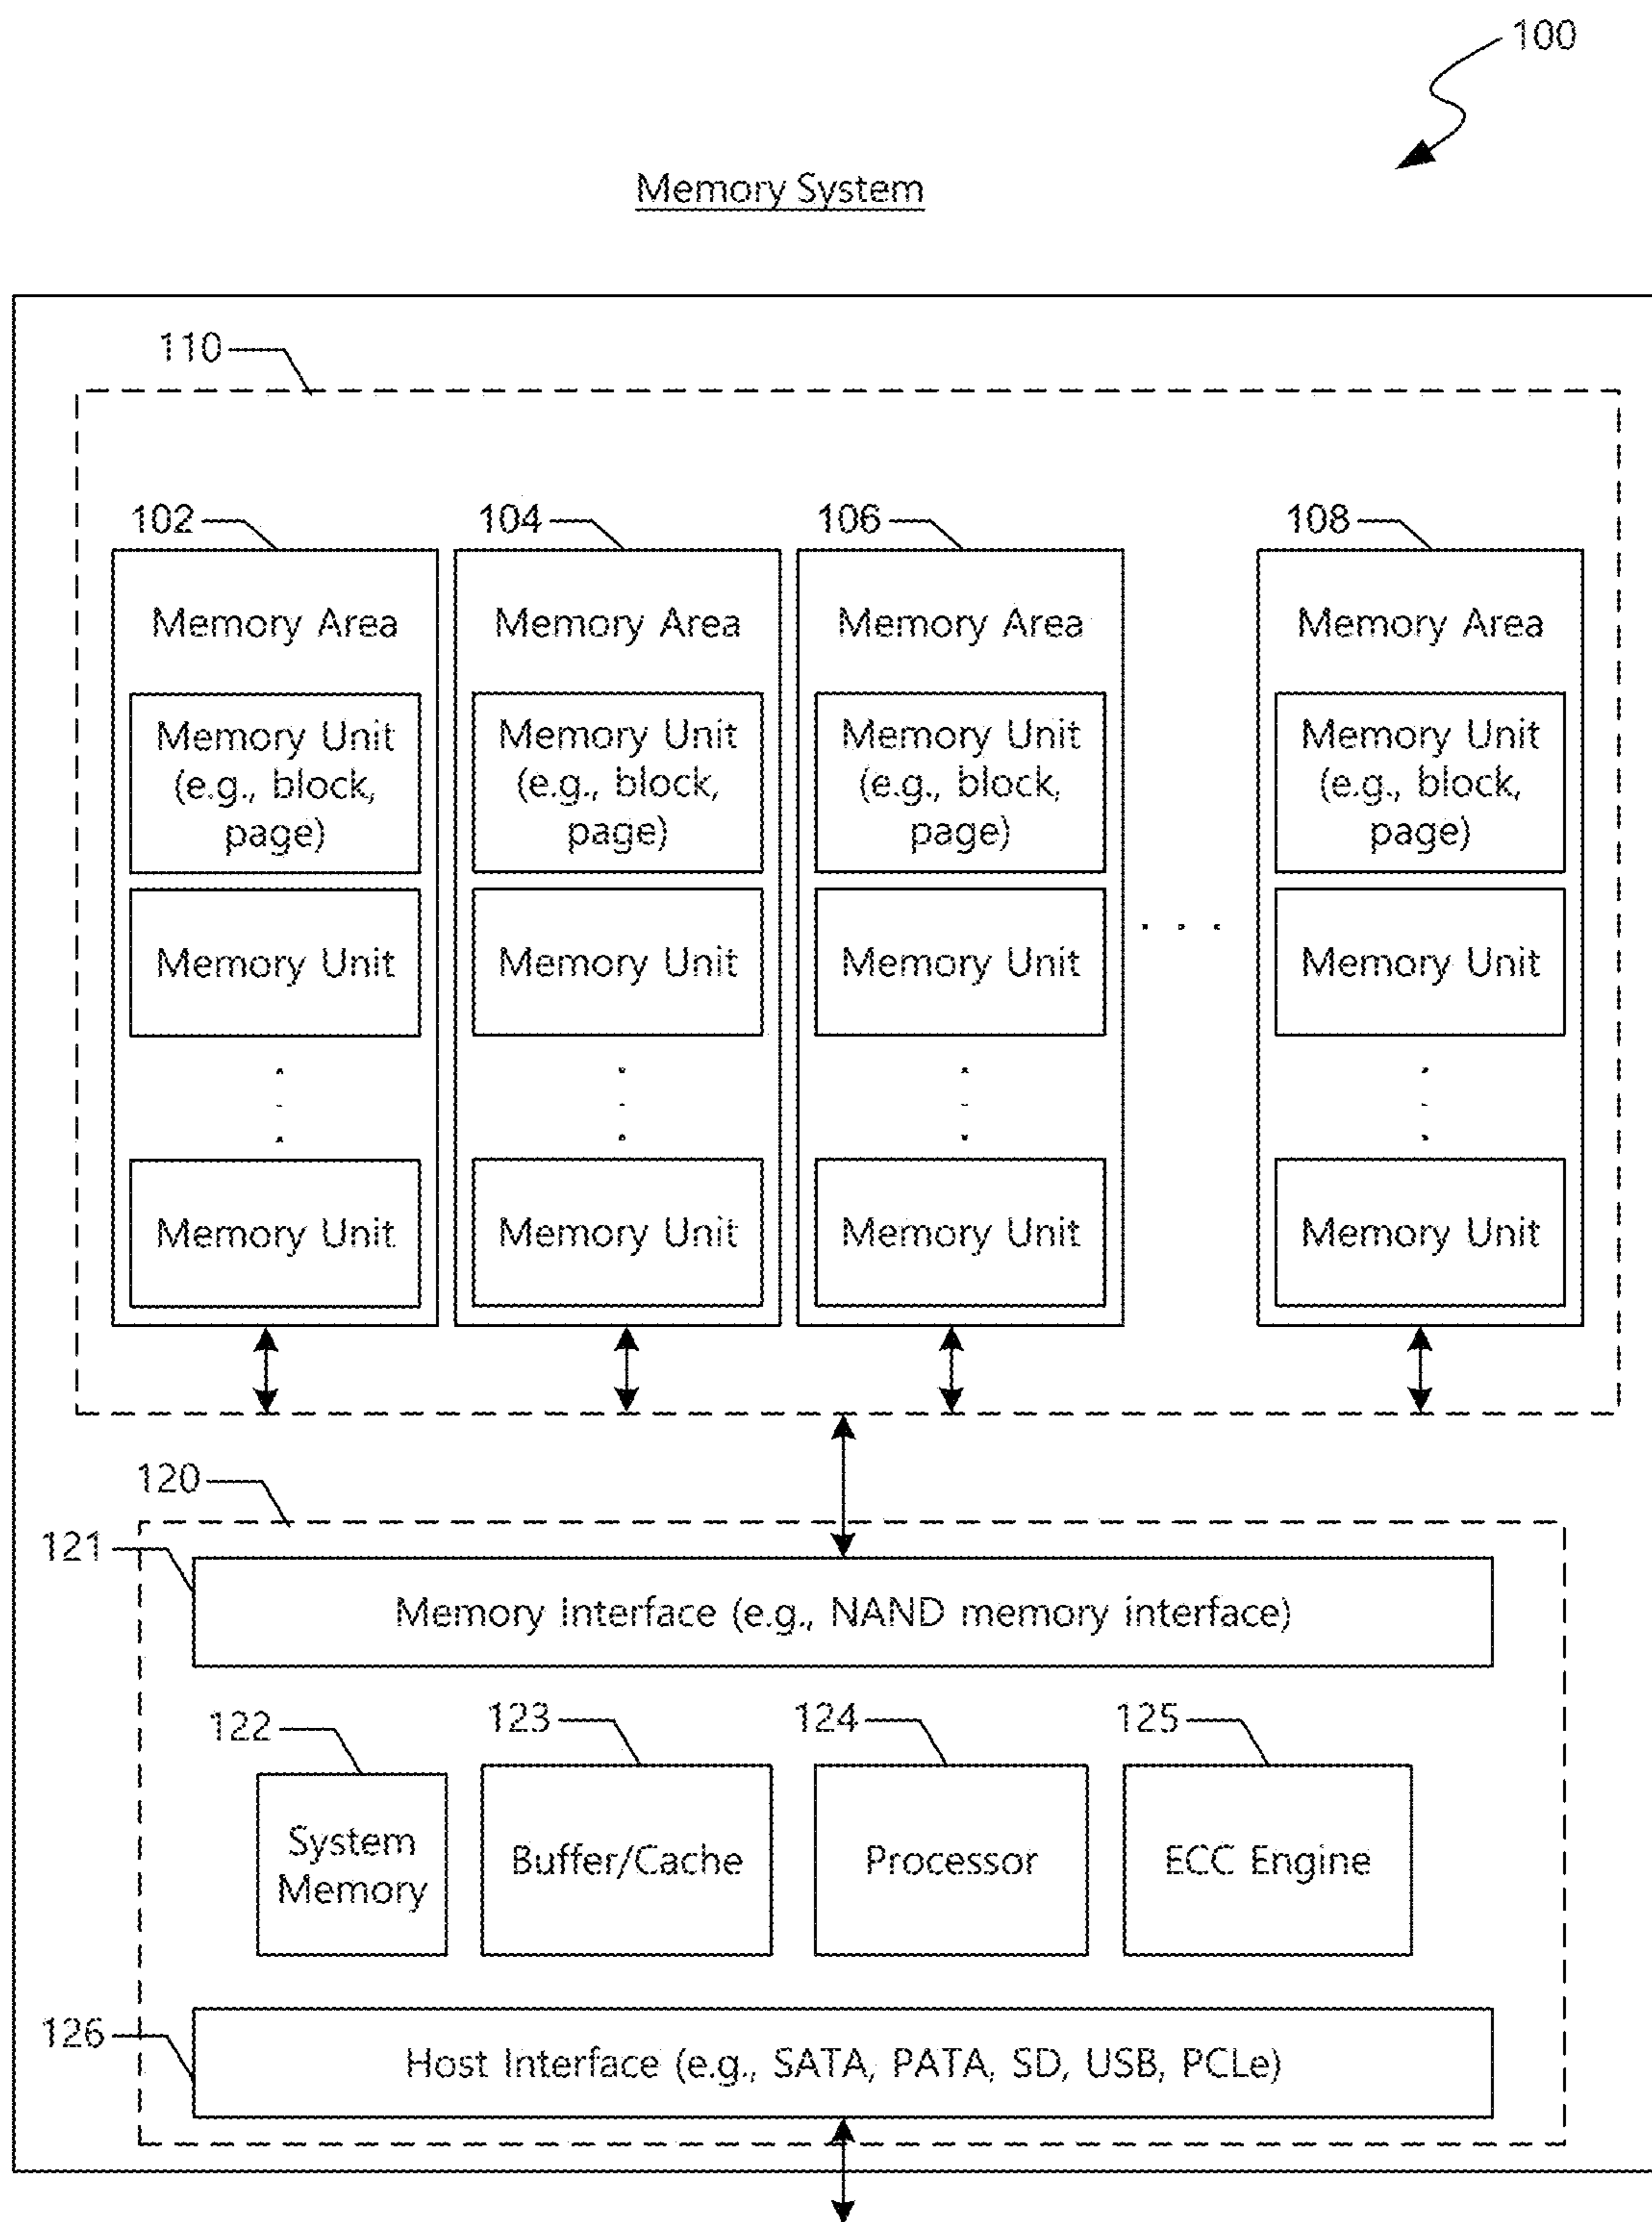 100
Memory System
110
102
104
106
108
Memory Area
Memory Area
Memory Area
Memory Area
Memory Unit
(e.g., block,
page)
Memory Unit
(e.g., block,
page)
Memory Unit
(e.g., block,
page)
Memory Unit
(e.g., block,
page)
Memory Unit
Memory Unit
Memory Unit
. . .
Memory Unit
Memory Unit
Memory Unit
Memory Unit
Memory Unit
120
121
Memory Interface (e.g., NAND memory interface)
122
123
124
125
System
Memory
Buffer/Cache
Processor
ECC Engine
126
Host Interface (e.g., SATA, PATA, SD, USB, PCLe)